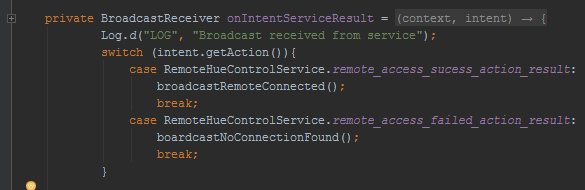 private BroadcastReceiver onIntentServiceResult = (context, intent) → {
Log.d("LOG", "Broadcast received from service");
switch (intent.getAction()){
case RemoteHueControlService.remote_access_sucess_action_result:
broadcastRemoteConnected();
break;
case RemoteHueControlService.remote_access_failed_action_result:
boardcastNoConnectionFound();
break;
}